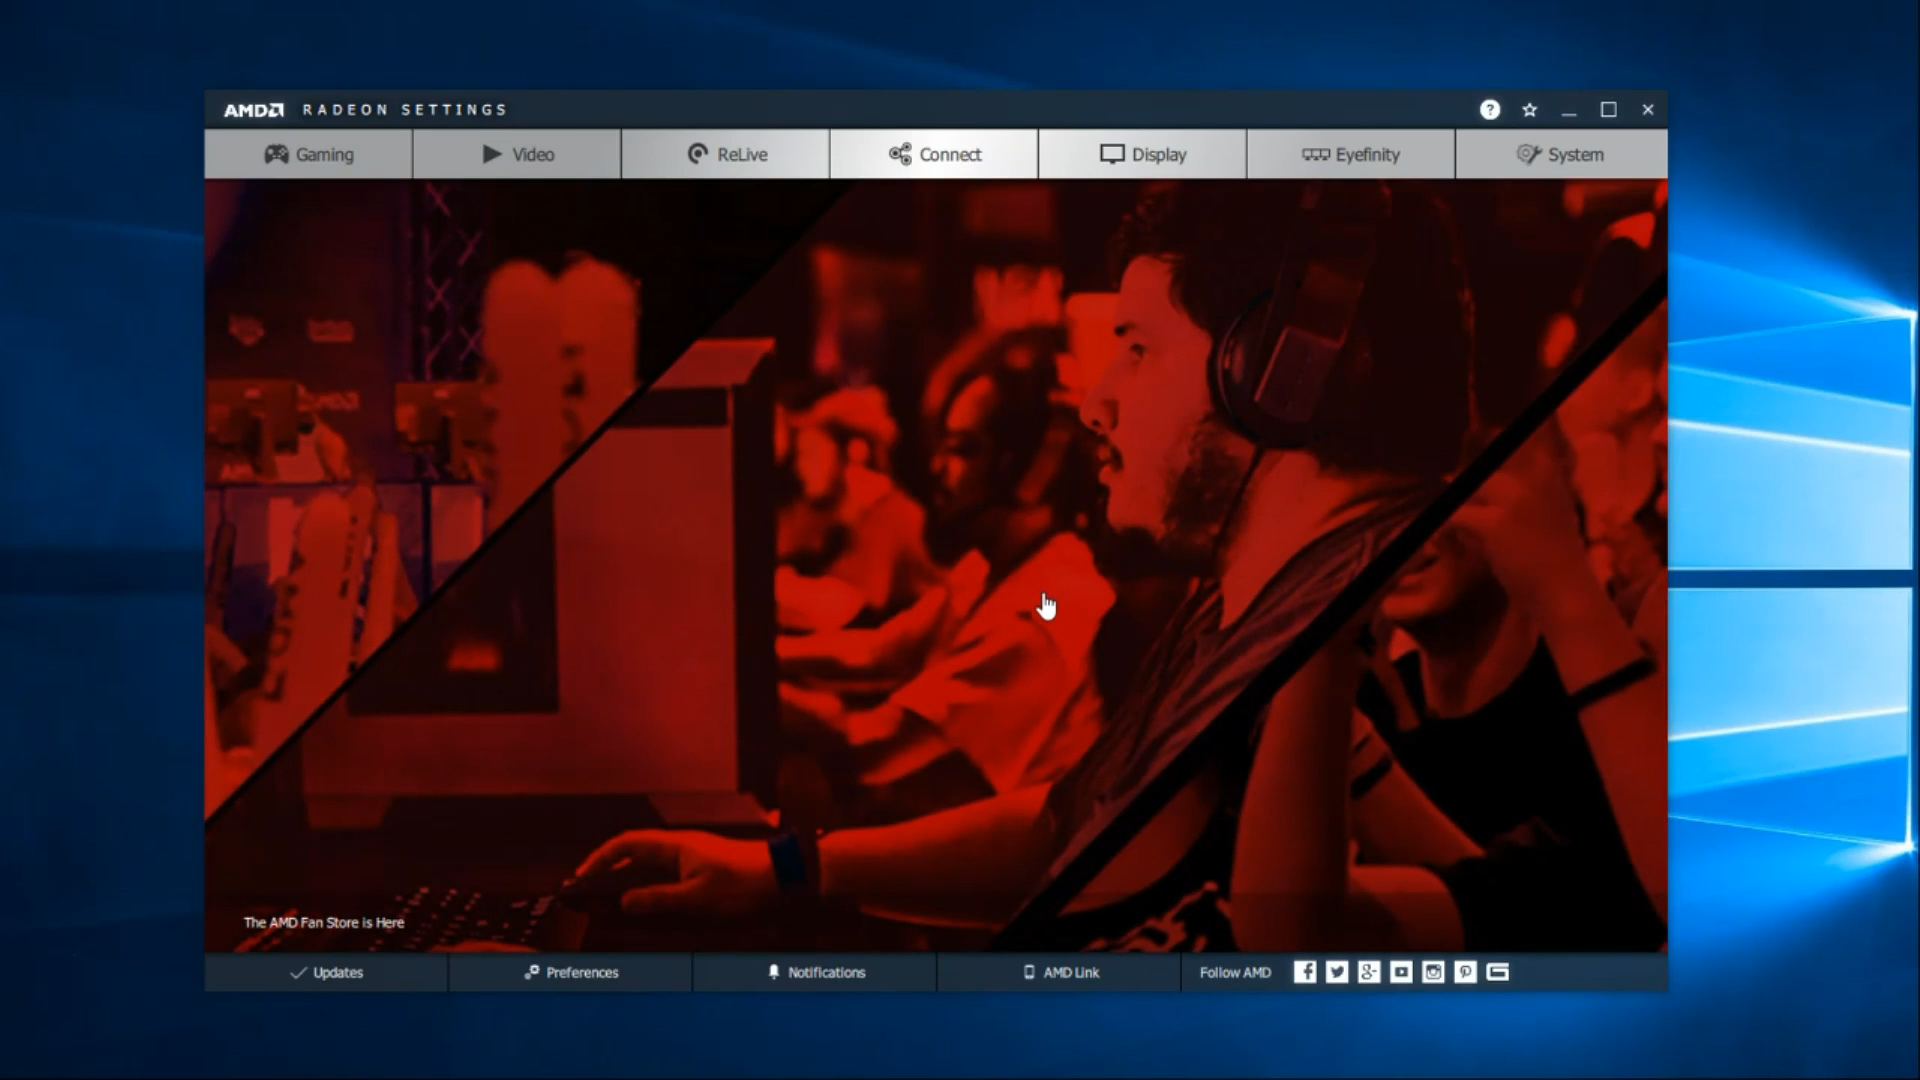 AMD RADEON SETTINGS ?
Gaming Video ReLive Connect Display Eyefinity System
The AMD Fan Store is Here
Updates Preferences Notifications AMD Link Follow AMD